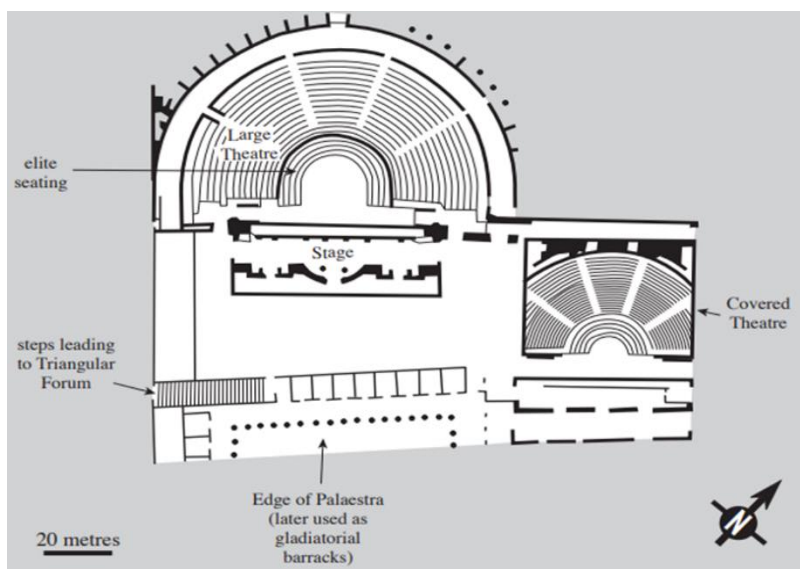 Large
Theatre
elite
seating
Stage
Covered
Theatre
steps leading
to Triangular
Forum
Edge of Palaestra
(later used as
gladiatorial
barracks)
20 metres
N